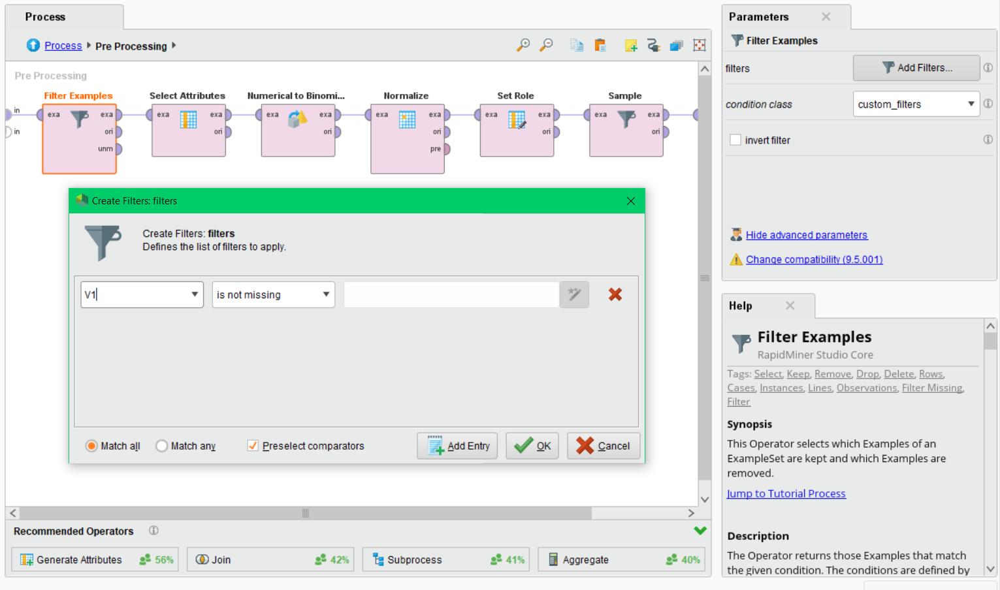 Process
Process Pre Processing
Pre Processing
Filter Examples
Select Attributes
Numerical to Binomi...
Normalize
Set Role
Sample
in
in
exa exa
ori
unm
exa exa
ori
exa exa
ori
exa exa
ori
pre
exa exa
ori
exa exa
ori
Create Filters: filters
Create Filters: filters
Defines the list of filters to apply.
V1 is not missing
Match all Match any Preselect comparators Add Entry OK Cancel
Recommended Operators
Generate Attributes 56%
Join 42%
Subprocess 41%
Aggregate 40%
Parameters
Filter Examples
filters Add Filters...
condition class custom_filters
invert filter
Hide advanced parameters
Change compatibility (9.5.001)
Help
Filter Examples
RapidMiner Studio Core
Tags: Select, Keep, Remove, Drop, Delete, Rows,
Cases, Instances, Lines, Observations, Filter Missing,
Filter
Synopsis
This Operator selects which Examples of an
ExampleSet are kept and which Examples are
removed.
Jump to Tutorial Process
Description
The Operator returns those Examples that match
the given condition. The conditions are defined by